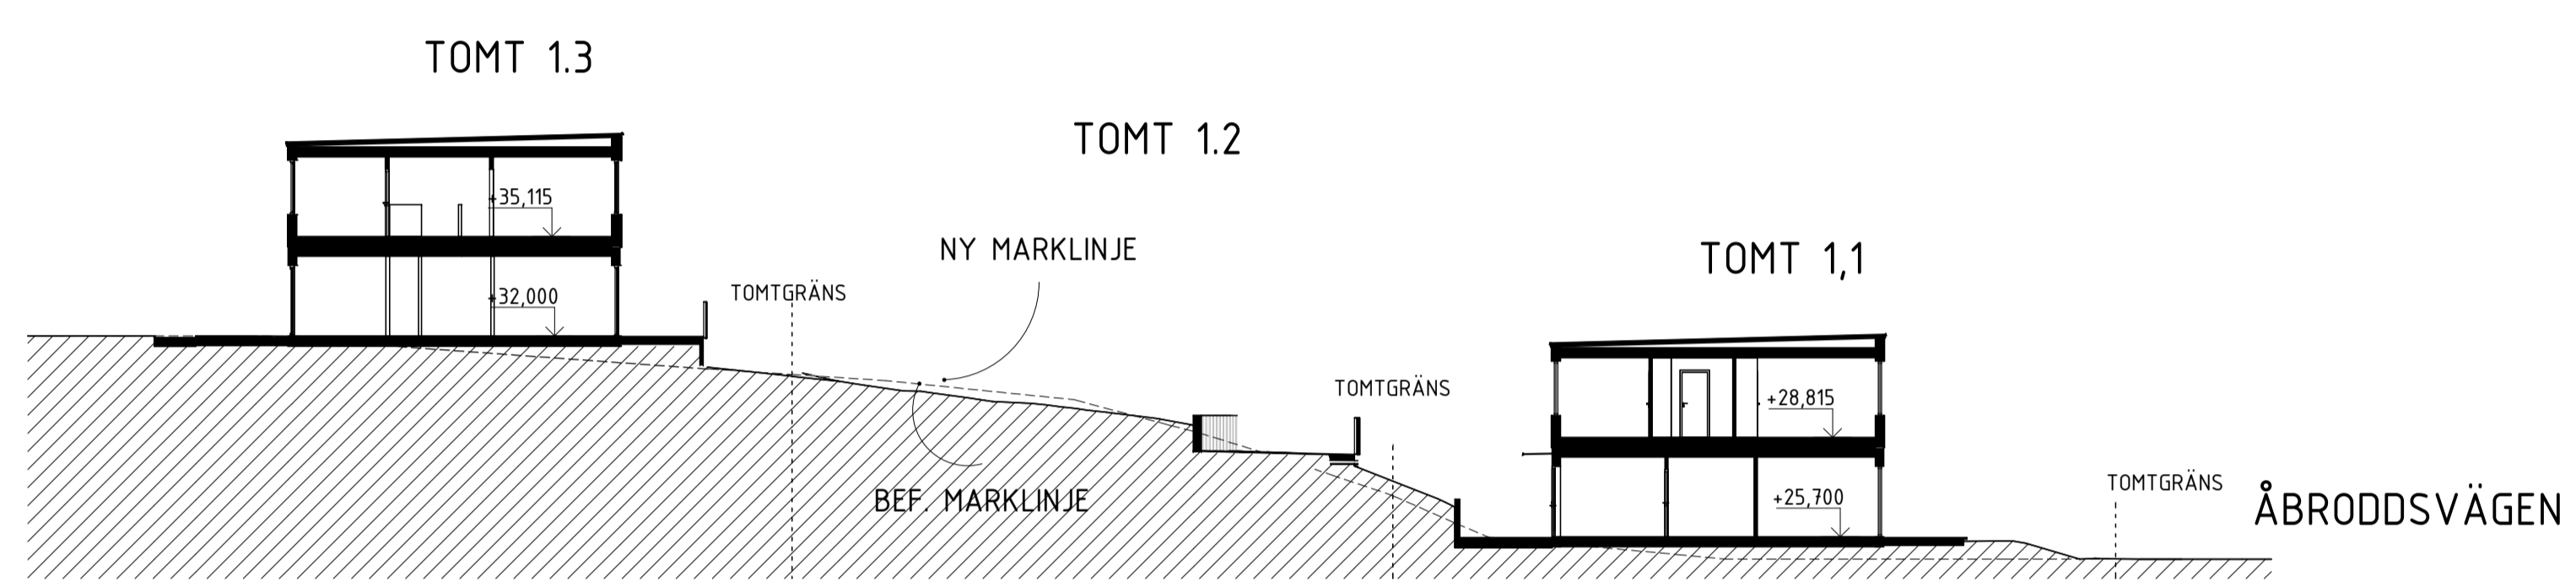 TOMT 1.3
TOMT 1.2
+35,115
NY MARKLINJE
TOMT 1,1
+32,000
TOMTGRÄNS
TOMTGRÄNS
+28,815
BEF. MARKLINJE
+25,700
TOMTGRÄNS
ÅBRODDSVÄGEN